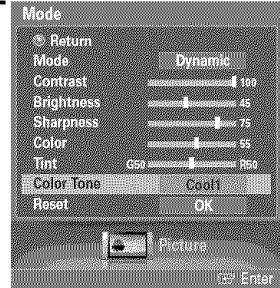 Mode
Return
Mode Dynamic
Contrast 100
Brightness 45
Sharpness 75
Color 55
Tint G50 R50
Color Tone Cool1
Reset OK
Picture
Enter